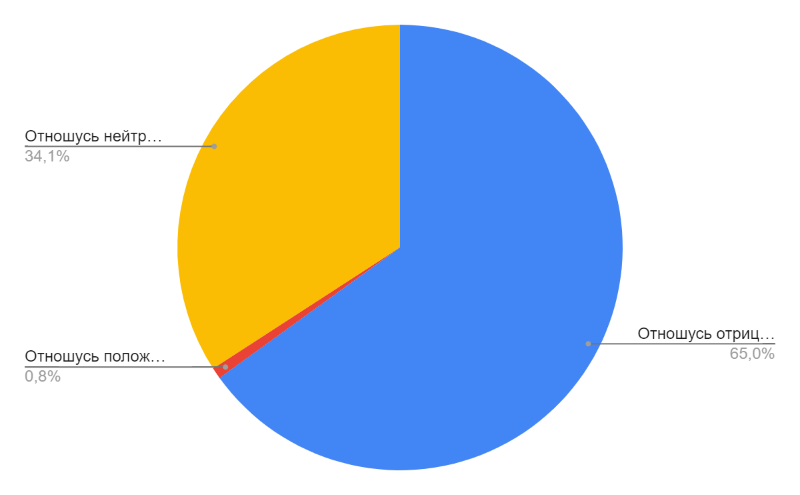 Отношусь нейтр…
34,1%
Отношусь отриц…
65,0%
Отношусь полож…
0,8%